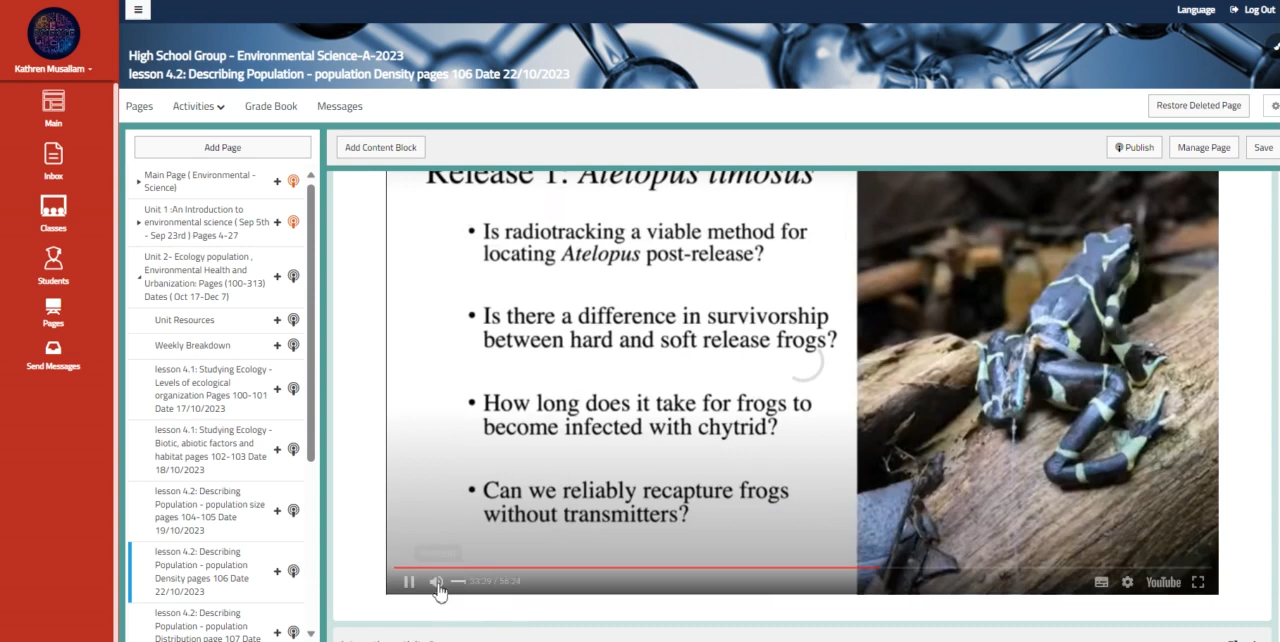 Language
Log Out
Kathren Musallam
High School Group - Environmental Science-A-2023
lesson 4.2: Describing Population - population Density pages 106 Date 22/10/2023
Pages
Activities
Grade Book
Messages
Restore Deleted Page
Main
Inbox
Classes
Students
Pages
Send Messages
Add Page
Main Page ( Environmental -
Science)
Unit 1 :An Introduction to
environmental science ( Sep 5th
- Sep 23rd ) Pages 4-27
Unit 2- Ecology population ,
Environmental Health and
Urbanization: Pages (100-313)
Dates ( Oct 17-Dec 7)
Unit Resources
Weekly Breakdown
lesson 4.1: Studying Ecology -
Levels of ecological
organization Pages 100-101
Date 17/10/2023
lesson 4.1: Studying Ecology -
Biotic, abiotic factors and
habitat pages 102-103 Date
18/10/2023
lesson 4.2: Describing
Population - population size
pages 104-105 Date
19/10/2023
lesson 4.2: Describing
Population - population
Density pages 106 Date
22/10/2023
lesson 4.2: Describing
Population - population
Distribution page 107 Date
Add Content Block
Publish
Manage Page
Save
Release 1: Atelopus limosus
• Is radiotracking a viable method for
locating Atelopus post-release?
• Is there a difference in survivorship
between hard and soft release frogs?
• How long does it take for frogs to
become infected with chytrid?
• Can we reliably recapture frogs
without transmitters?
33:29 / 56:24
YouTube